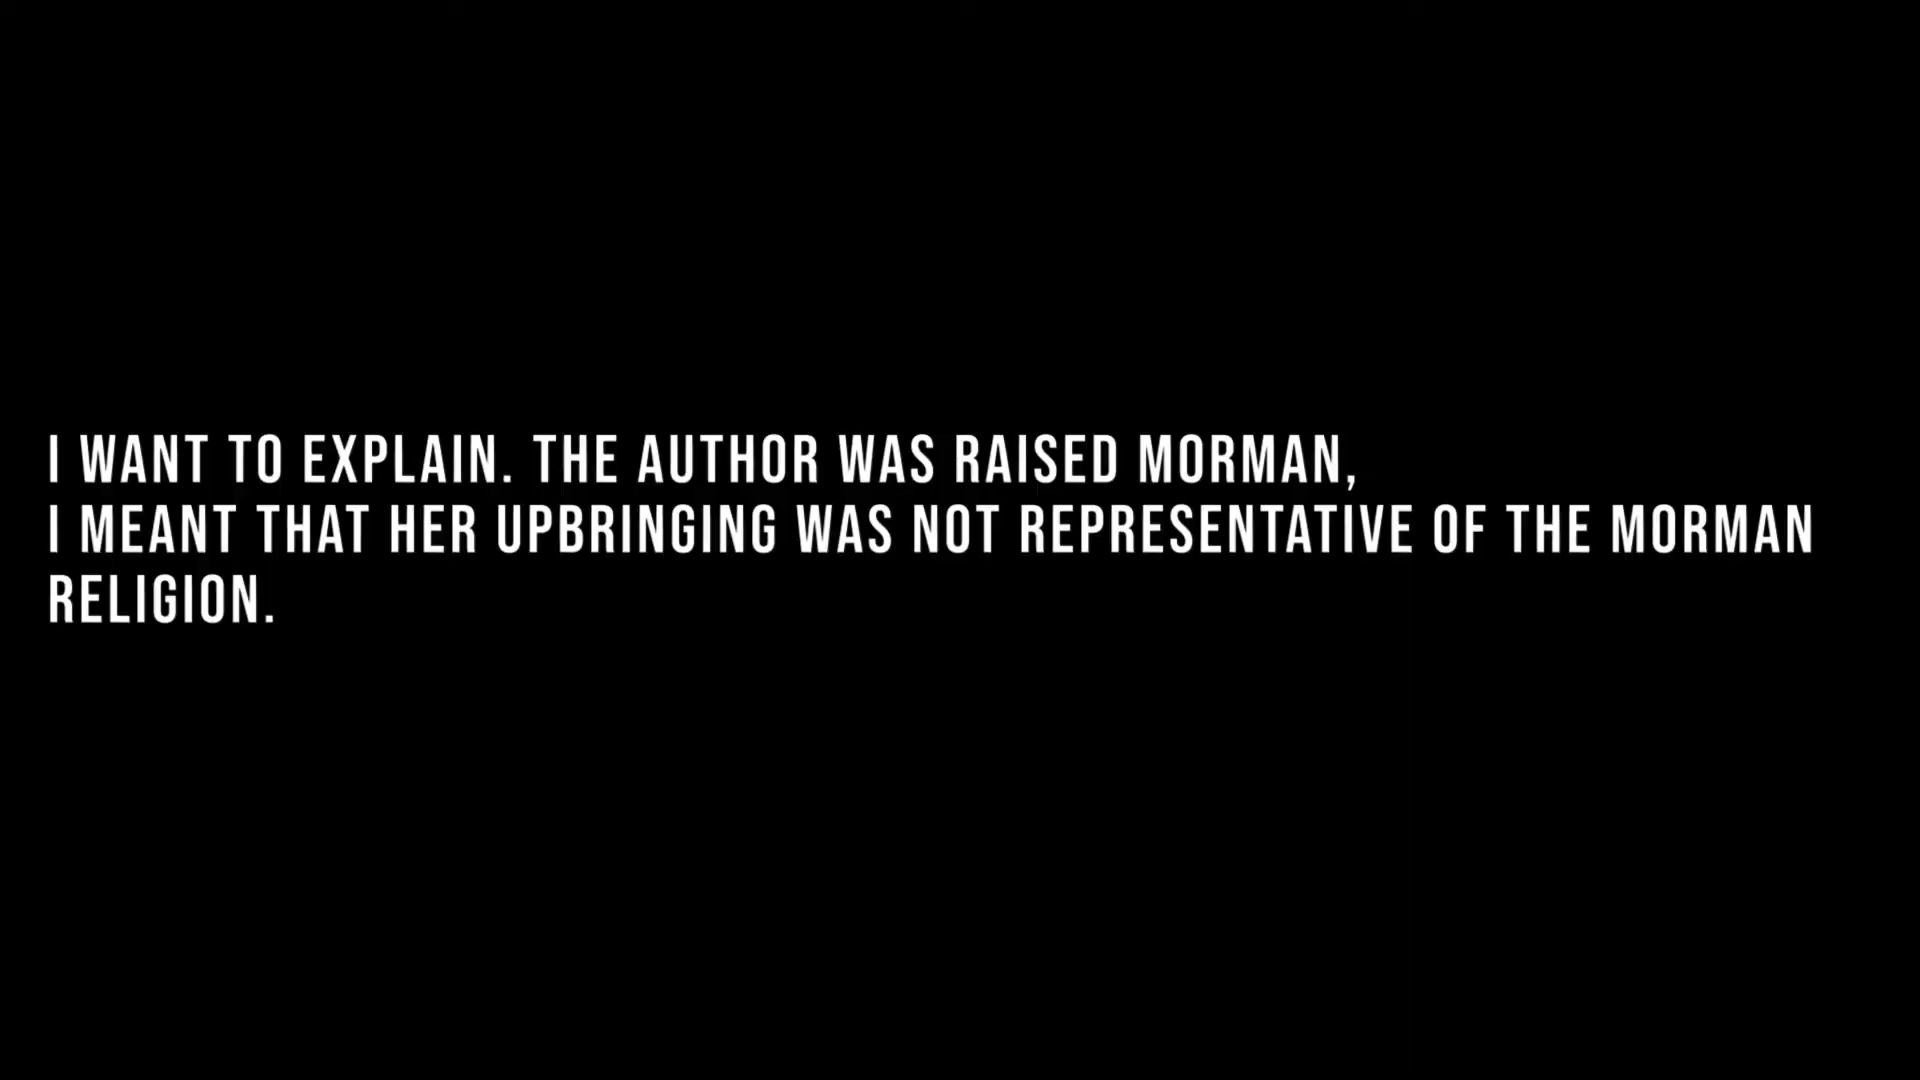 I WANT TO EXPLAIN. THE AUTHOR WAS RAISED MORMAN,
I MEANT THAT HER UPBRINGING WAS NOT REPRESENTATIVE OF THE MORMAN
RELIGION.